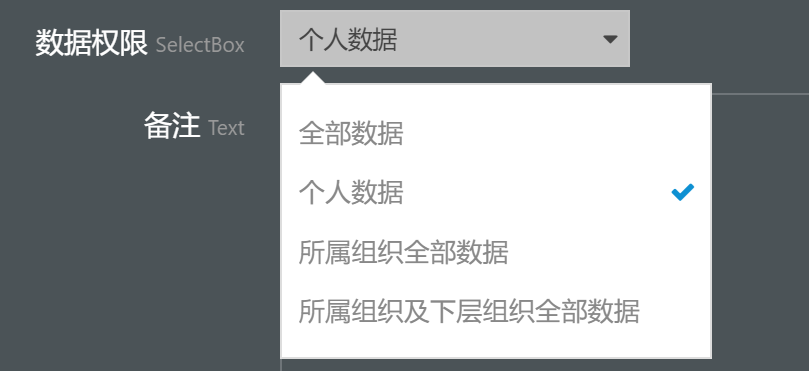 数据权限 SelectBox
个人数据
备注 Text
全部数据
个人数据
所属组织全部数据
所属组织及下层组织全部数据